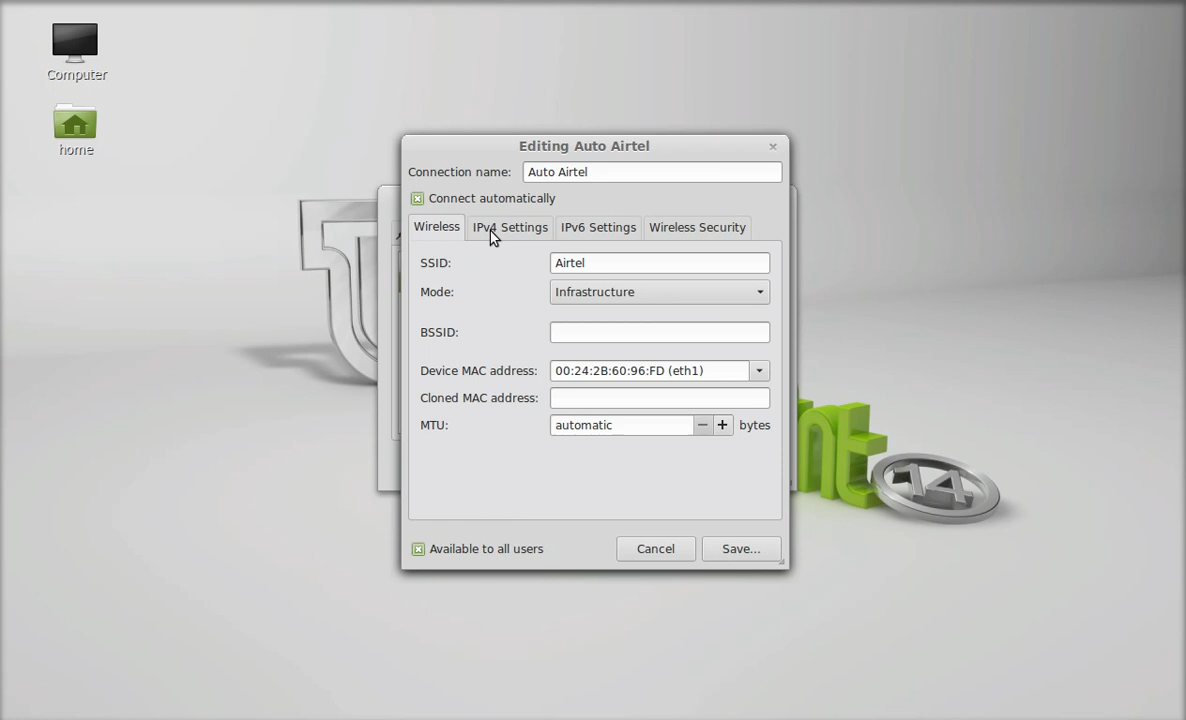 Computer
home
Editing Auto Airtel
Connection name: Auto Airtel
Connect automatically
Wireless IPv4 Settings IPv6 Settings Wireless Security
SSID: Airtel
Mode: Infrastructure
BSSID:
Device MAC address: 00:24:2B:60:96:FD (eth1)
Cloned MAC address:
MTU: automatic bytes
Available to all users Cancel Save...
nt
14